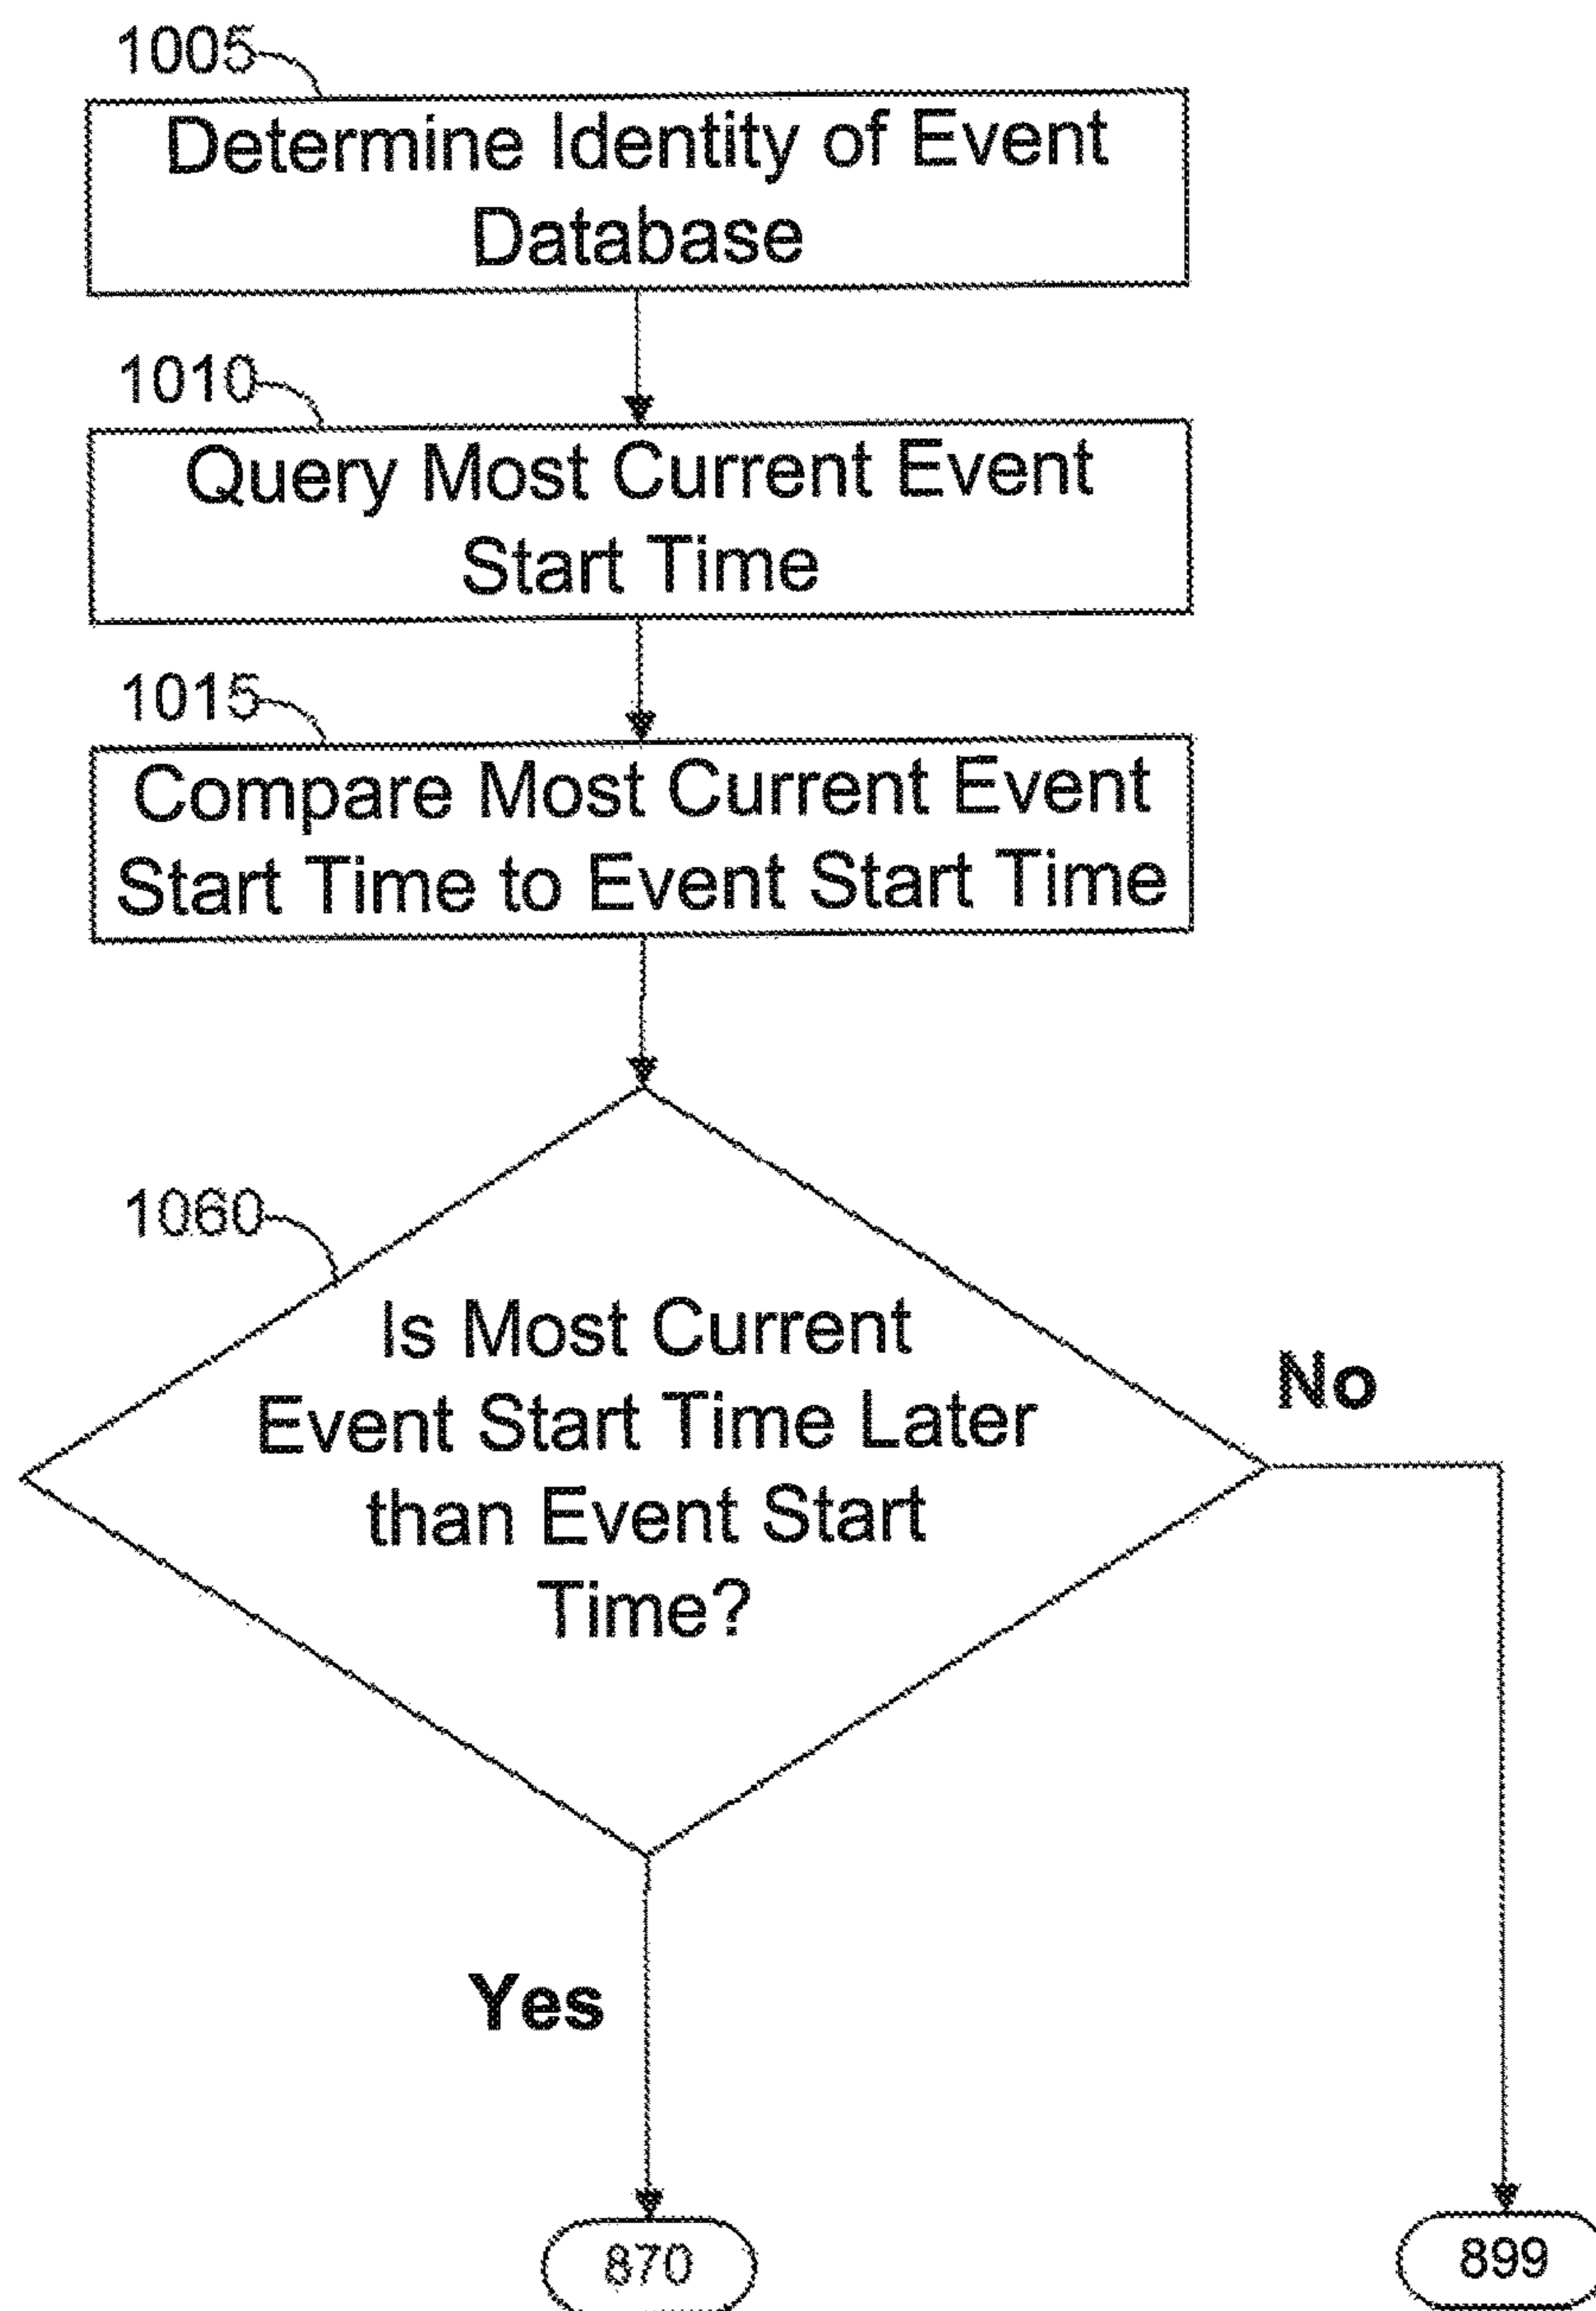 1005
Determine Identity of Event
Database
1010
Query Most Current Event
Start Time
1015
Compare Most Current Event
Start Time to Event Start Time
1060
Is Most Current
Event Start Time Later
than Event Start
Time?
No
Yes
870
899